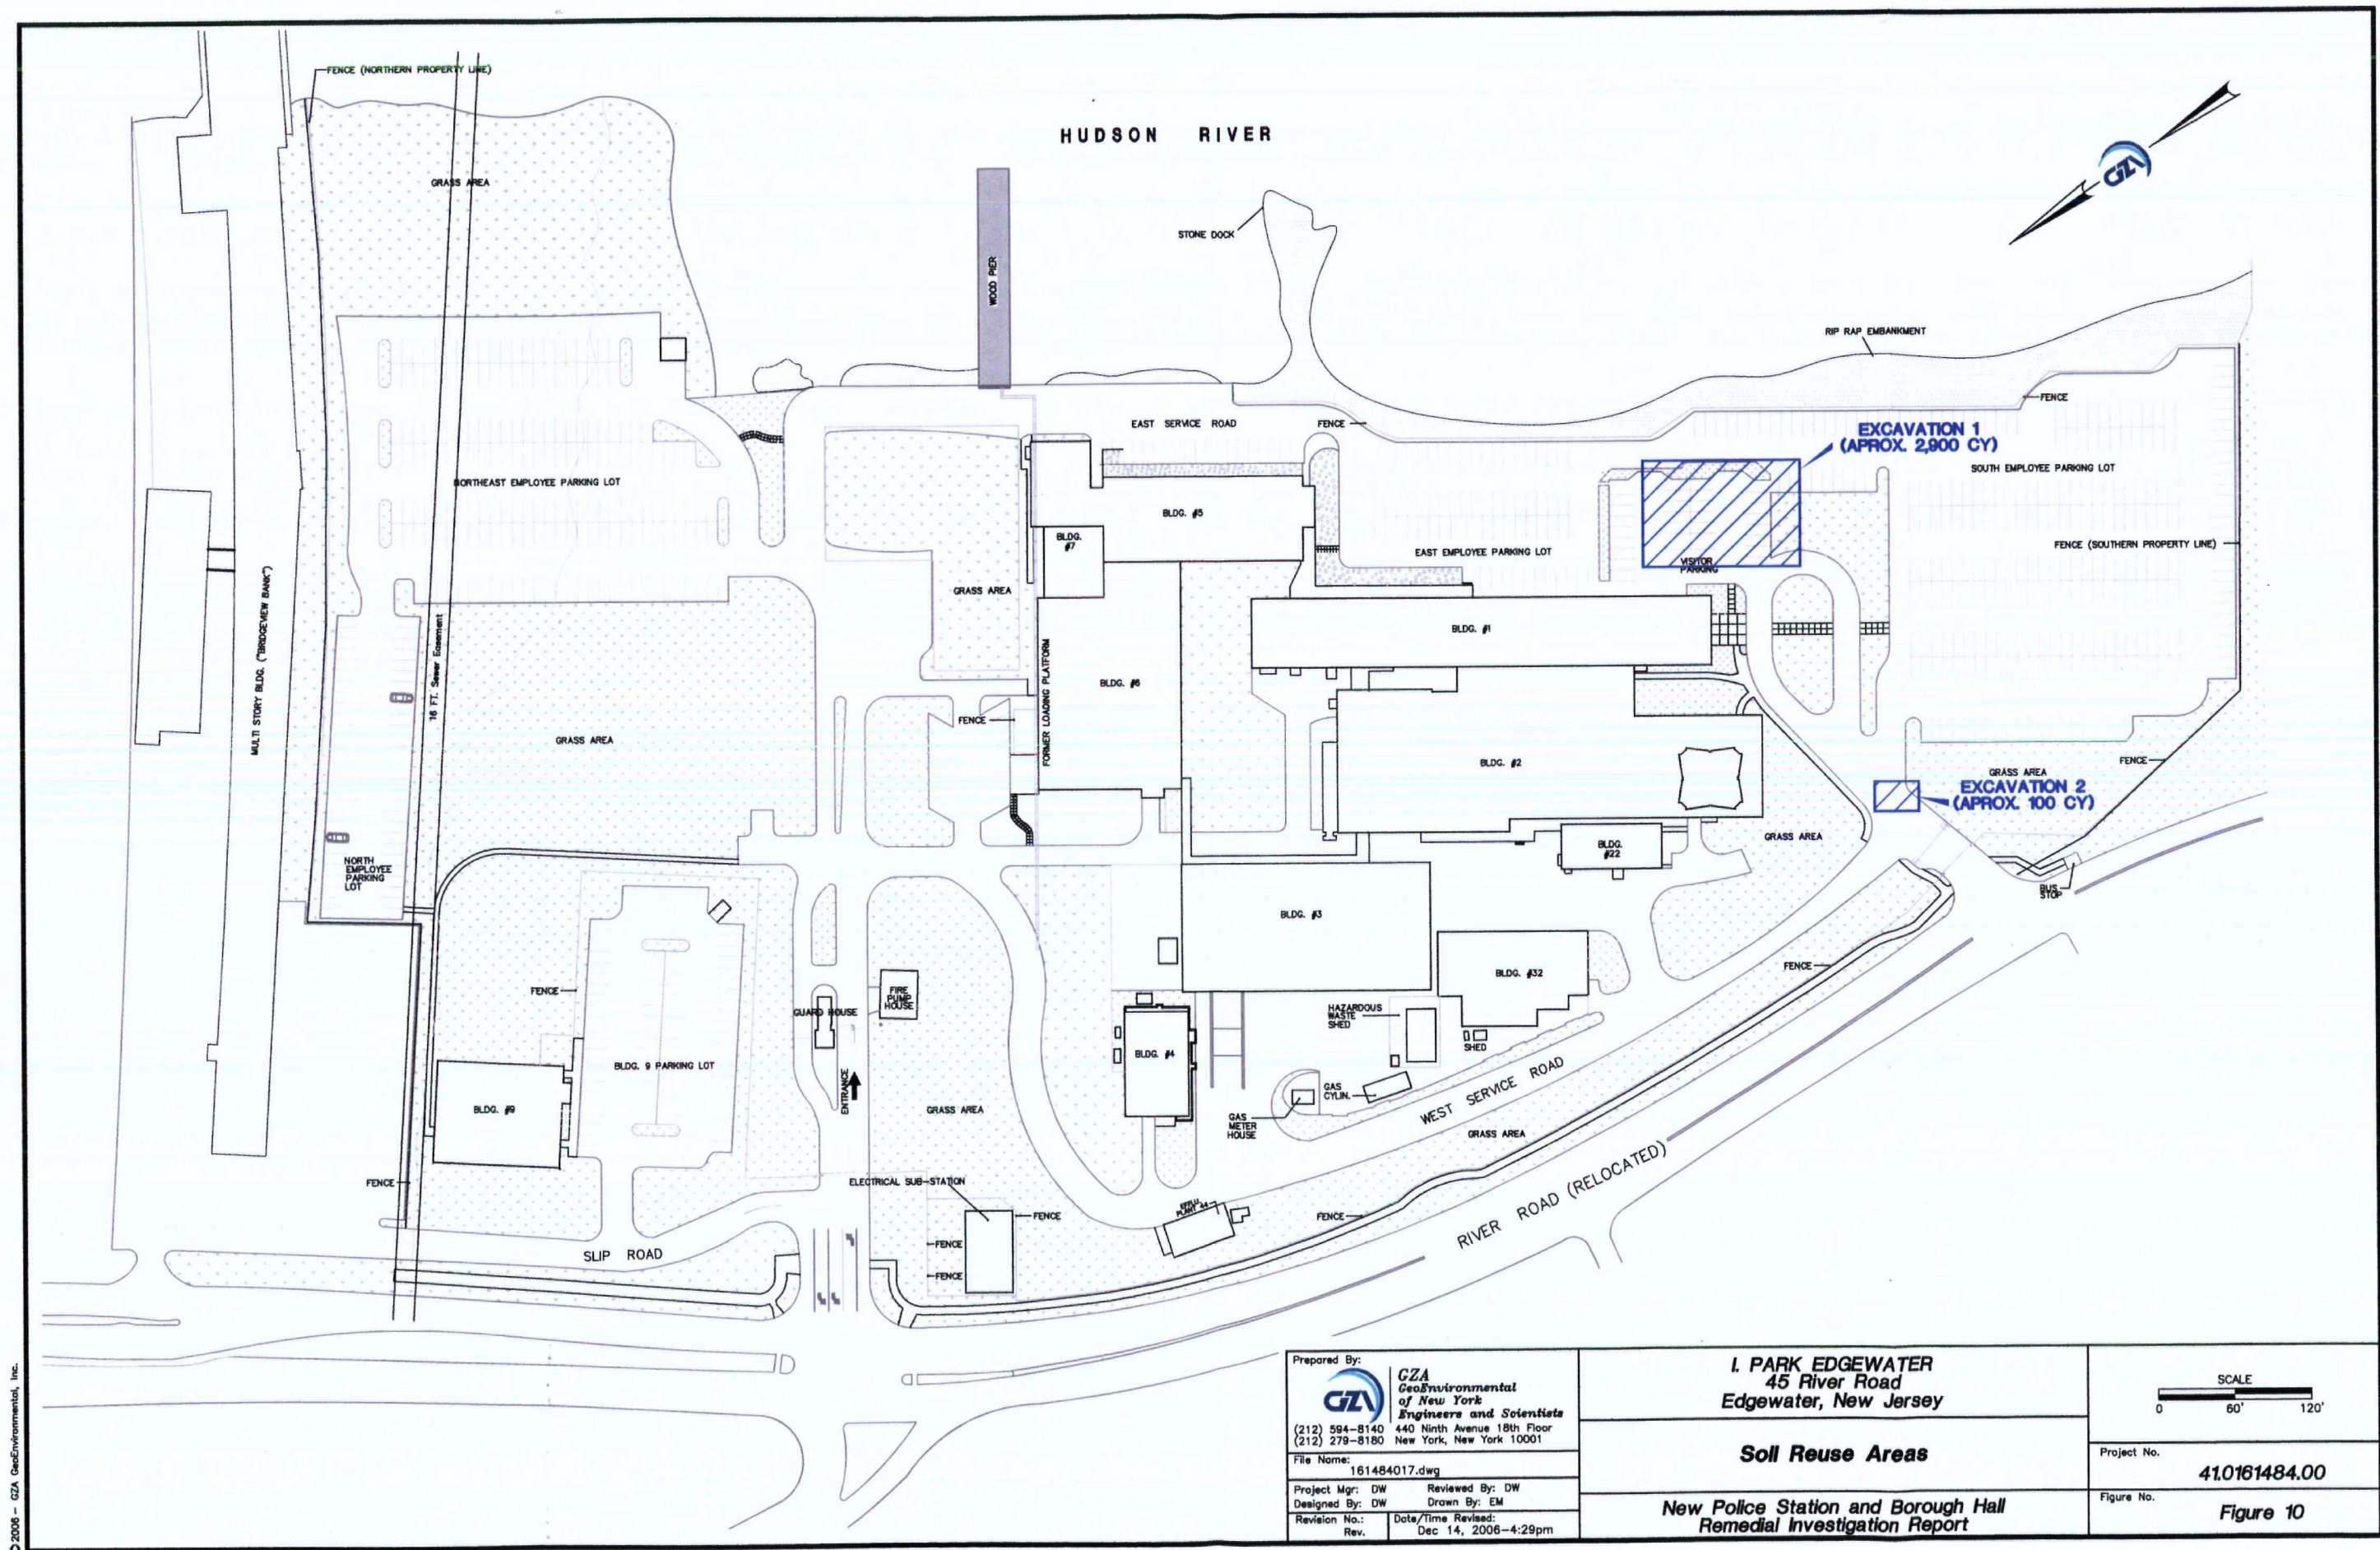 FENCE (NORTHERN PROPERTY LINE)
HUDSON RIVER
GZA
GRASS AREA
WOOD PIER
STONE DOCK
RIP RAP EMBANKMENT
FENCE
EAST SERVICE ROAD
FENCE
EXCAVATION 1
(APROX. 2,900 CY)
SOUTH EMPLOYEE PARKING LOT
NORTHEAST EMPLOYEE PARKING LOT
BLDG. #5
BLDG.
#7
EAST EMPLOYEE PARKING LOT
VISITOR
PARKING
FENCE (SOUTHERN PROPERTY LINE)
GRASS AREA
MULTI STORY BLDG. ("BRIDGEVIEW BANK")
16 FT. Sewer Easement
BLDG. #1
FORMER LOADING PLATFORM
BLDG. #6
FENCE
GRASS AREA
BLDG. #2
FENCE
GRASS AREA
EXCAVATION 2
(APROX. 100 CY)
GRASS AREA
BLDG.
#22
NORTH
EMPLOYEE
PARKING
LOT
BUS
STOP
BLDG. #3
FENCE
BLDG. #32
FENCE
FIRE
PUMP
HOUSE
GUARD HOUSE
HAZARDOUS
WASTE
SHED
SHED
BLDG. #4
BLDG. 9 PARKING LOT
ENTRANCE
GAS
CYLIN.
WEST SERVICE ROAD
BLDG. #9
GRASS AREA
GAS
METER
HOUSE
GRASS AREA
FENCE
ELECTRICAL SUB-STATION
FENCE
PLANT
FENCE
RIVER ROAD (RELOCATED)
FENCE
SLIP ROAD
FENCE
© 2006 - GZA GeoEnvironmental, Inc.
Prepared By:
GZA
GZA
GeoEnvironmental
of New York
Engineers and Scientists
(212) 594-8140 440 Ninth Avenue 18th Floor
(212) 279-8180 New York, New York 10001
File Name:
161484017.dwg
Project Mgr: DW Reviewed By: DW
Designed By: DW Drawn By: EM
Revision No.:
Rev.
Date/Time Revised:
Dec 14, 2006-4:29pm
I. PARK EDGEWATER
45 River Road
Edgewater, New Jersey
Soil Reuse Areas
New Police Station and Borough Hall
Remedial Investigation Report
SCALE
0 60' 120'
Project No.
41.0161484.00
Figure No.
Figure 10